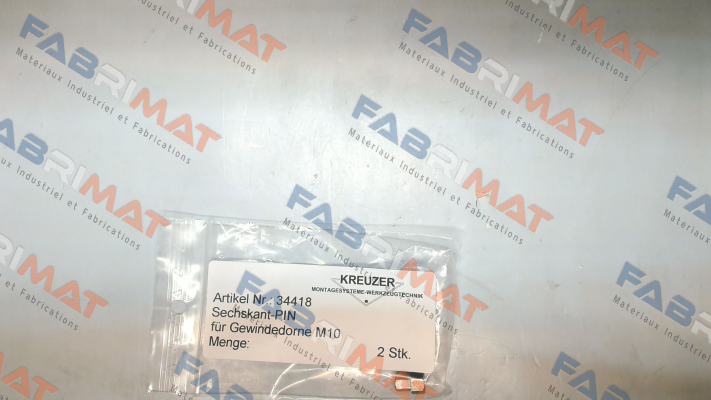 KREUZER
MONTAGESYSTEME-WERKZEUGTECHNIK
Artikel Nr.: 34418
Sechskant-PIN
für Gewindedorne M10
Menge: 2 Stk.
FABRIMAT
Materiaux Industriel et Fabrications